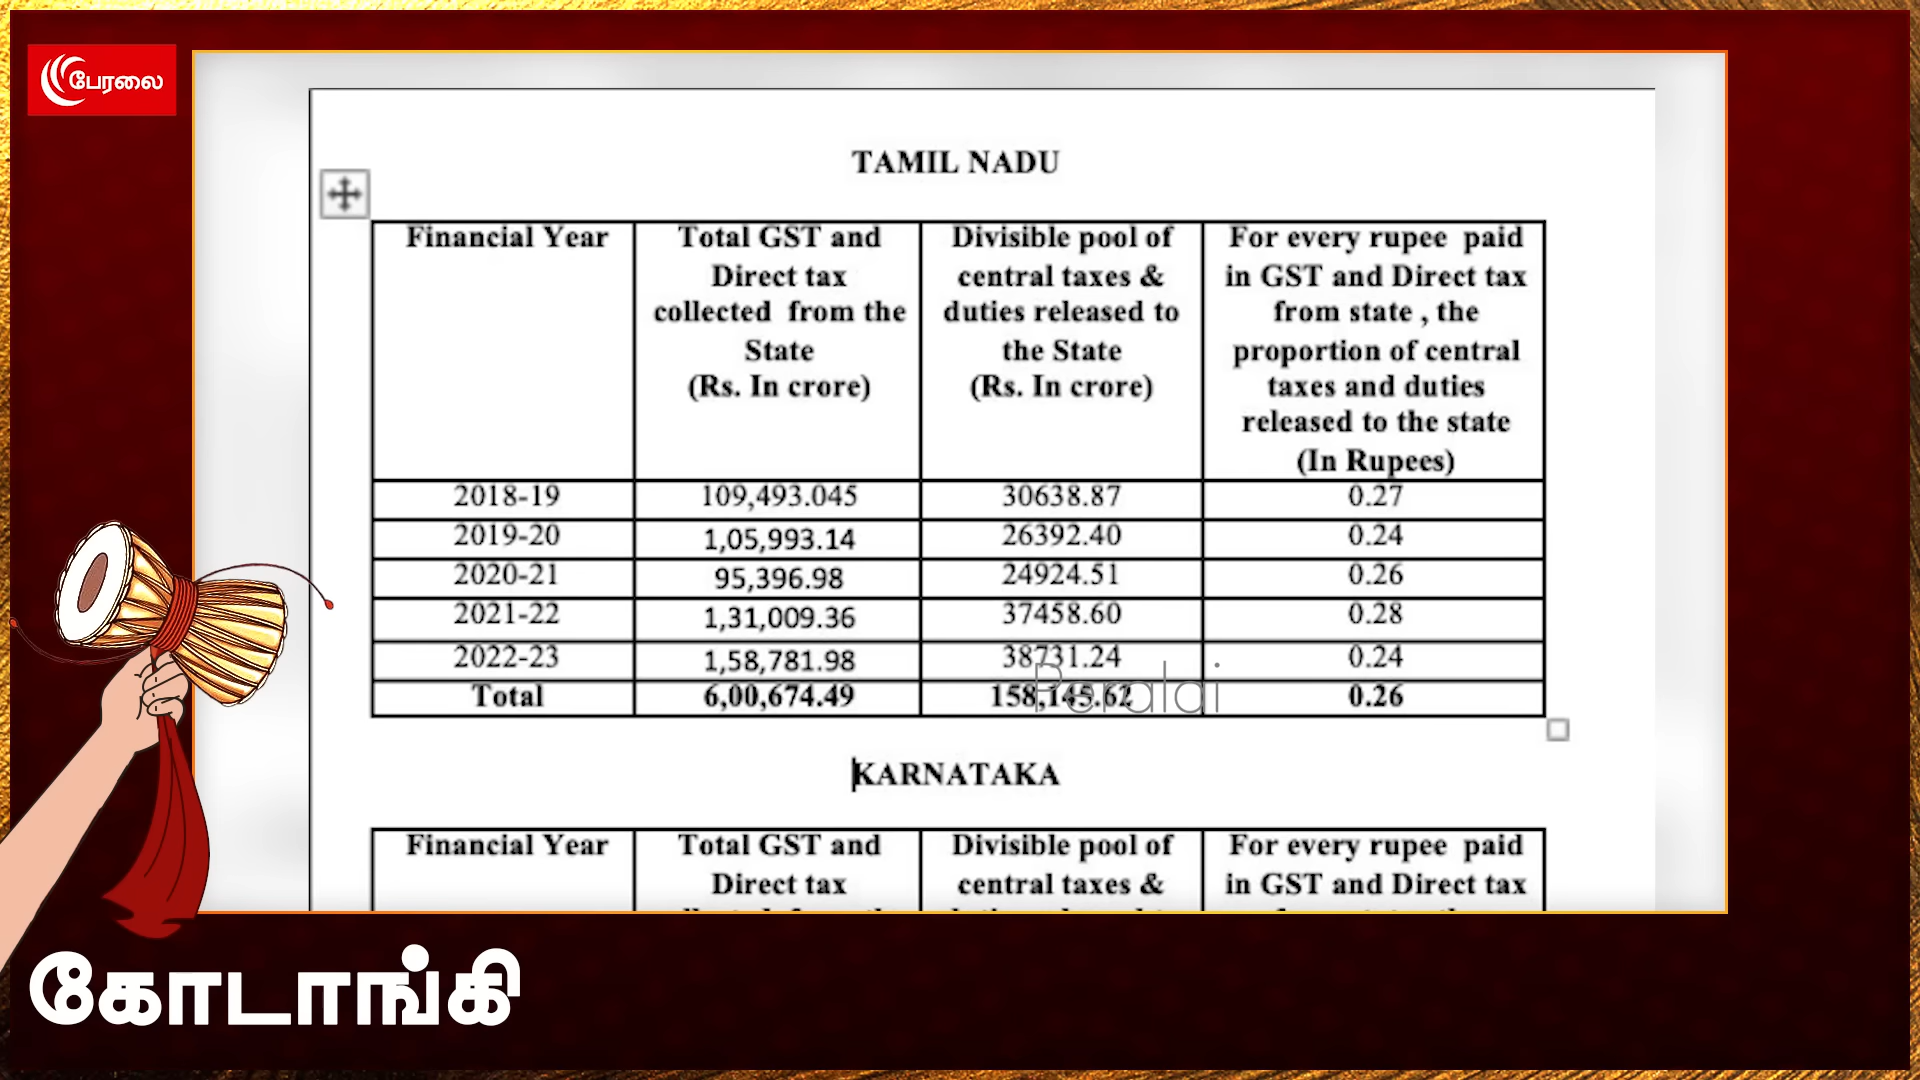 பேரலை
TAMIL NADU
Financial Year
Total GST and
Direct tax
collected from the
State
(Rs. In crore)
Divisible pool of
central taxes &
duties released to
the State
(Rs. In crore)
For every rupee paid
in GST and Direct tax
from state , the
proportion of central
taxes and duties
released to the state
(In Rupees)
2018-19 109,493.045 30638.87 0.27
2019-20 1,05,993.14 26392.40 0.24
2020-21 95,396.98 24924.51 0.26
2021-22 1,31,009.36 37458.60 0.28
2022-23 1,58,781.98 38731.24 0.24
Total 6,00,674.49 158,145.62 0.26
Peralai
KARNATAKA
Financial Year
Total GST and
Direct tax
Divisible pool of
central taxes &
For every rupee paid
in GST and Direct tax
கோடாங்கி